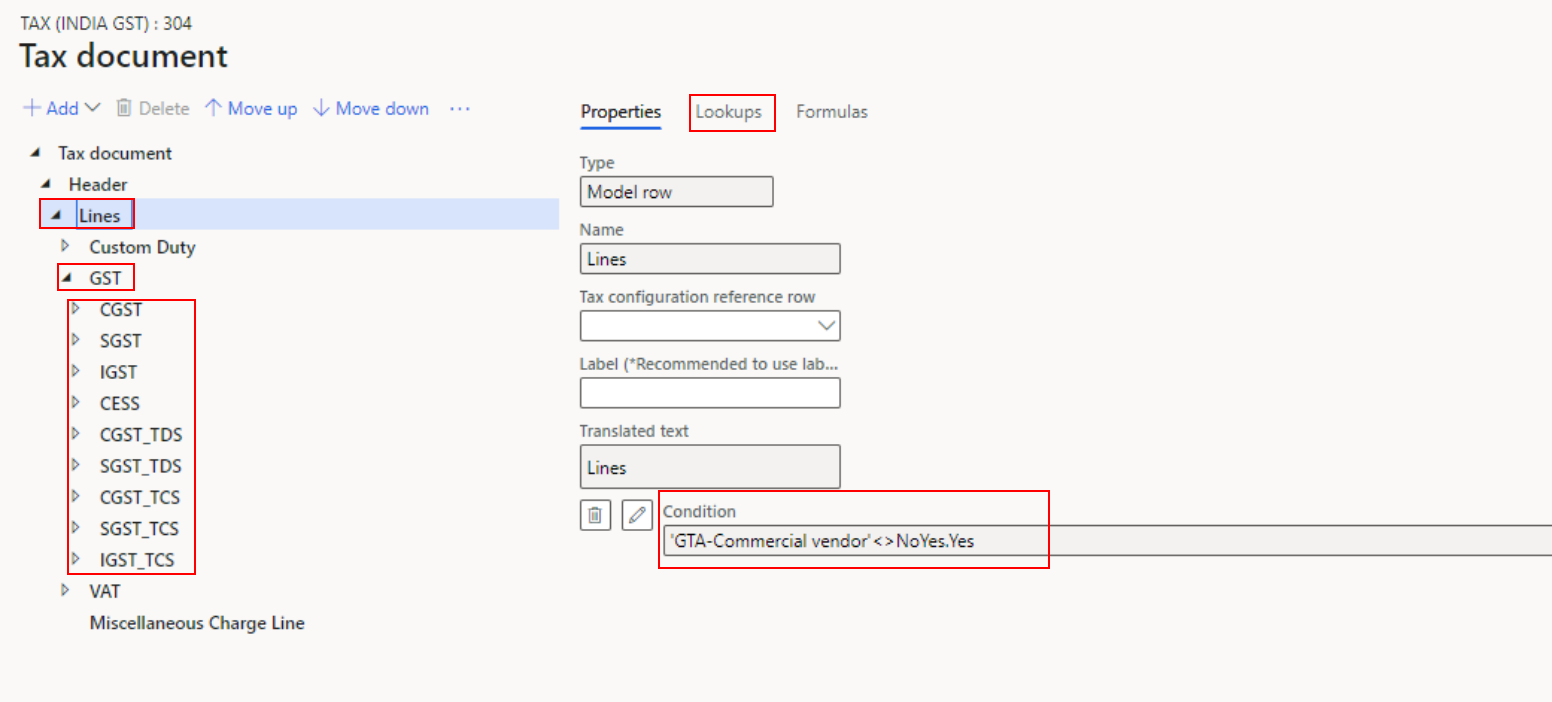 TAX (INDIA GST) : 304
Tax document
Add Delete Move up Move down ...
Tax document
Header
Lines
Custom Duty
GST
CGST
SGST
IGST
CESS
CGST_TDS
SGST_TDS
CGST_TCS
SGST_TCS
IGST_TCS
VAT
Miscellaneous Charge Line
Properties Lookups Formulas
Type
Model row
Name
Lines
Tax configuration reference row
Label (*Recommended to use lab...
Translated text
Lines
Condition
'GTA-Commercial vendor'<>NoYes.Yes